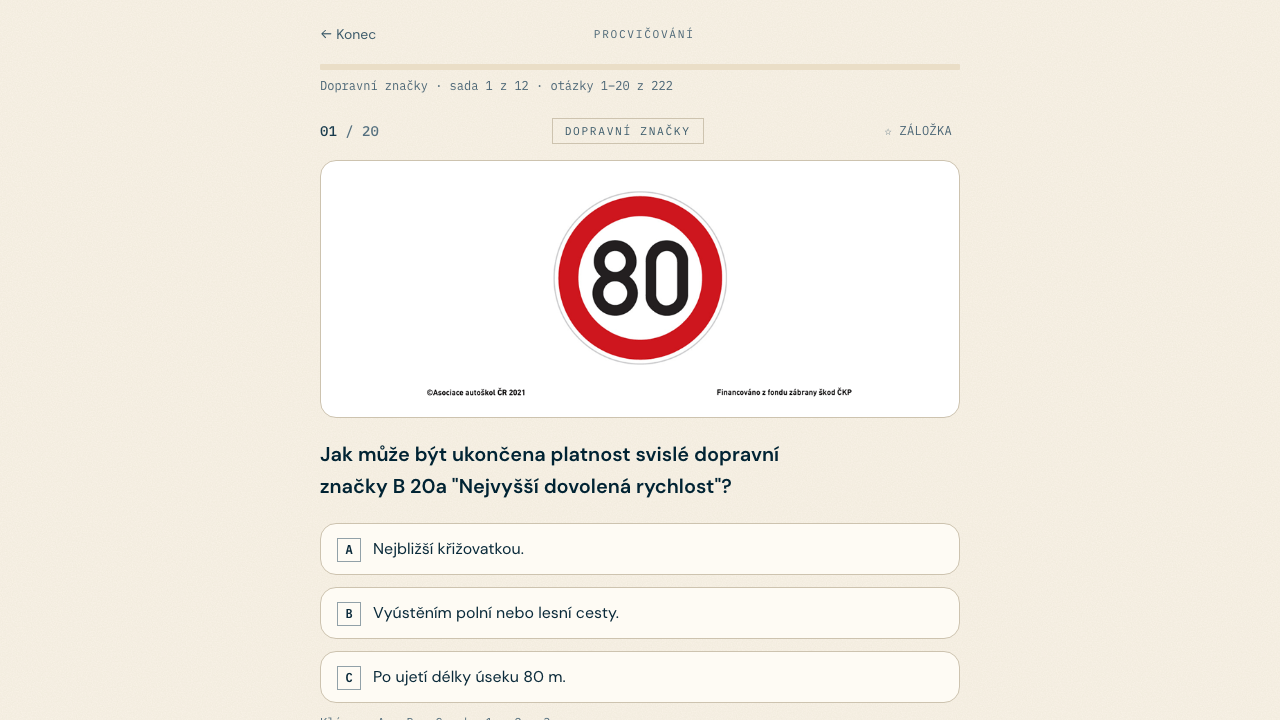 ← Konec
PROCVIČOVÁNÍ
Dopravní značky · sada 1 z 12 · otázky 1–20 z 222
01 / 20
DOPRAVNÍ ZNAČKY
☆ ZÁLOŽKA
80
©Asociace autoškol ČR 2021
Financováno z fondu zábrany škod ČKP
Jak může být ukončena platnost svislé dopravní
značky B 20a "Nejvyšší dovolená rychlost"?
A Nejbližší křižovatkou.
B Vyústěním polní nebo lesní cesty.
C Po ujetí délky úseku 80 m.